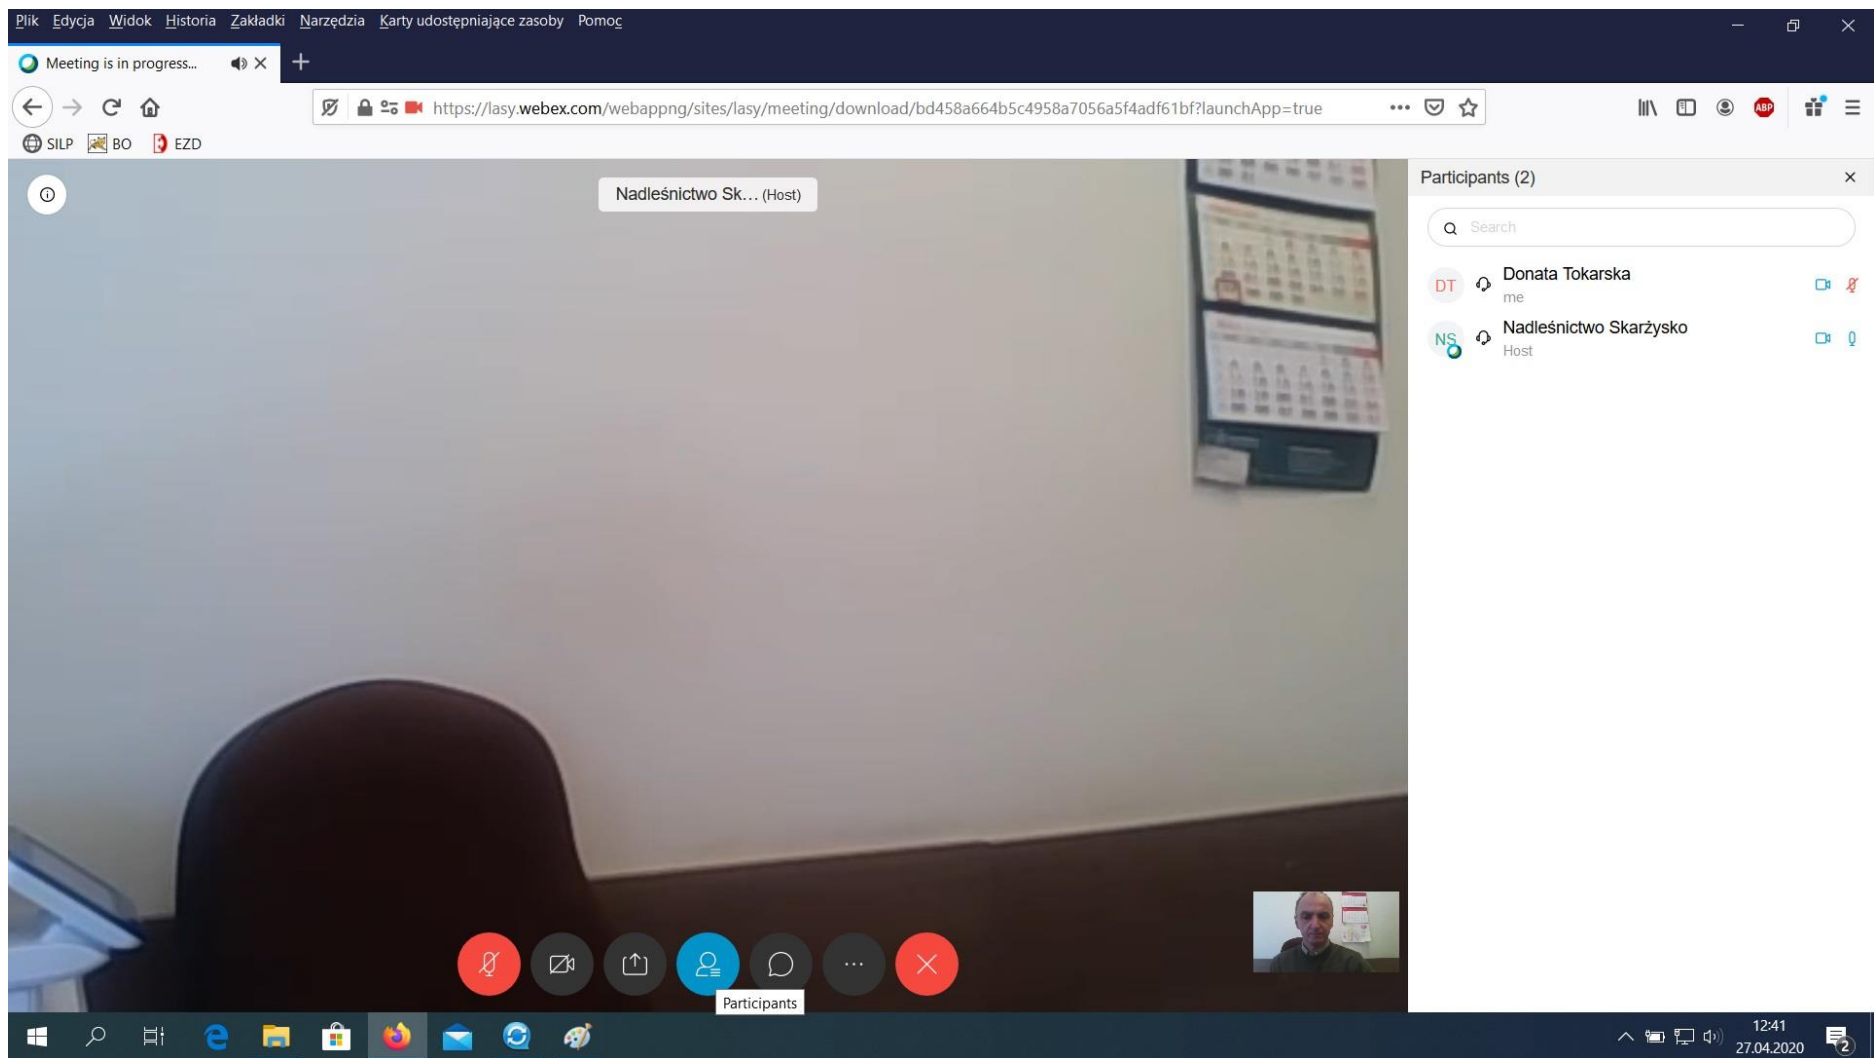 Plik Edycja Widok Historia Zakładki Narzędzia Karty udostępniające zasoby Pomoc
Meeting is in progress...
https://lasy.webex.com/webappng/sites/lasy/meeting/download/bd458a664b5c4958a7056a5f4adf61bf?launchApp=true
ABP
SILP BO EZD
Nadleśnictwo Sk... (Host)
Participants (2)
Search
DT
Donata Tokarska
me
NS
Nadleśnictwo Skarżysko
Host
Participants
12:41
27.04.2020
2